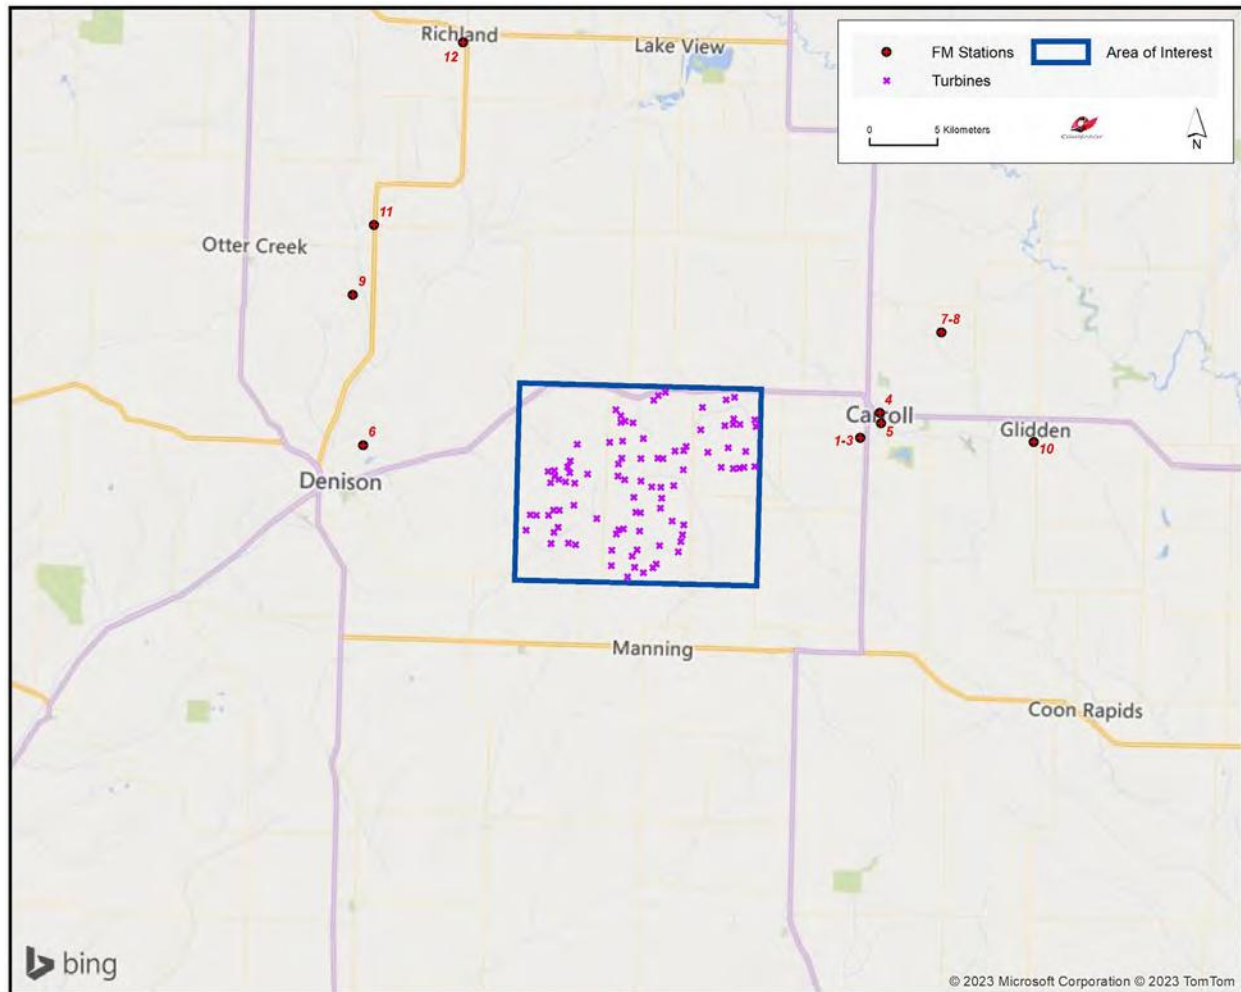 Richland
12
Lake View
FM Stations
Area of Interest
Turbines
0
5 Kilometers
N
11
Otter Creek
9
7-8
4
Carroll
5
1-3
Glidden
10
6
Denison
Manning
Coon Rapids
bing
© 2023 Microsoft Corporation © 2023 TomTom